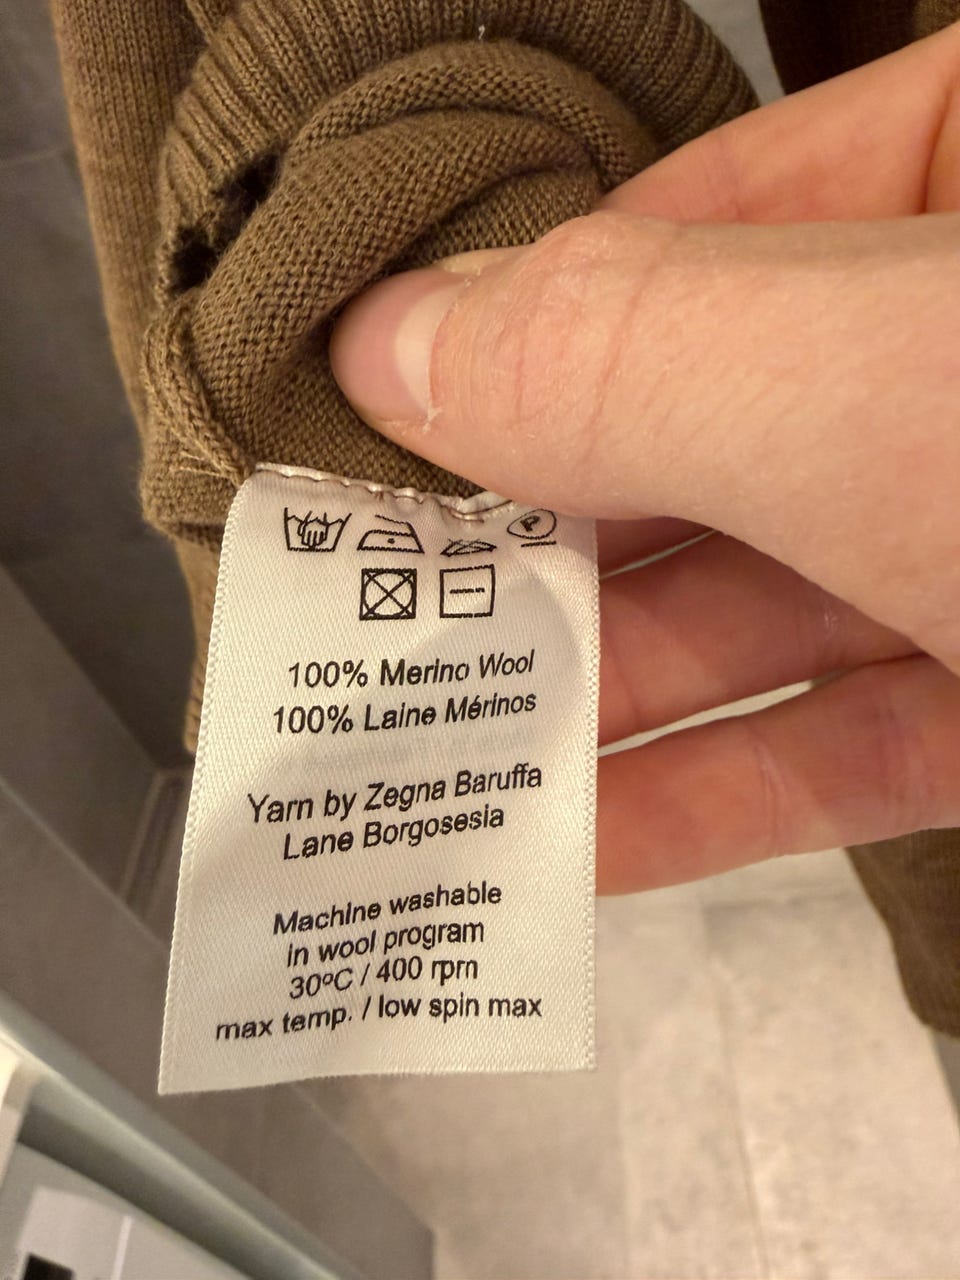 P
100% Merino Wool
100% Laine Mérinos
Yarn by Zegna Baruffa
Lane Borgosesia
Machine washable
in wool program
30ºC / 400 rpm
max temp. / low spin max